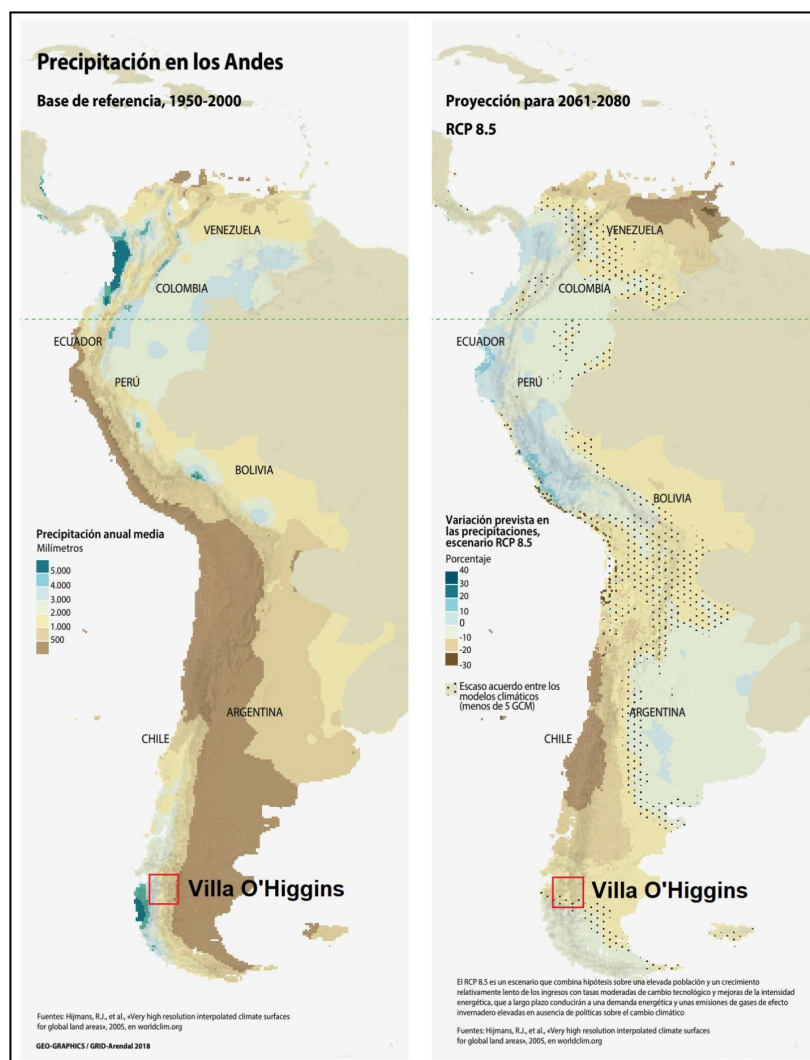 Precipitación en los Andes
Base de referencia, 1950-2000
VENEZUELA
COLOMBIA
ECUADOR
PERÚ
BOLIVIA
Precipitación anual media
Milímetros
5.000
4.000
3.000
2.000
1.000
500
ARGENTINA
CHILE
Villa O'Higgins
Fuentes: Hijmans, R.J., et al., «Very high resolution interpolated climate surfaces
for global land areas», 2005, en worldclim.org
GEO-GRAPHICS / GRID-Arendal 2018
Proyección para 2061-2080
RCP 8.5
VENEZUELA
COLOMBIA
ECUADOR
PERÚ
BOLIVIA
Variación prevista en
las precipitaciones,
escenario RCP 8.5
Porcentaje
40
30
20
10
0
-10
-20
-30
Escaso acuerdo entre los
modelos climáticos
(menos de 5 GCM)
ARGENTINA
CHILE
Villa O'Higgins
El RCP 8.5 es un escenario que combina hipótesis sobre una elevada población y un crecimiento
relativamente lento de los ingresos con tasas moderadas de cambio tecnológico y mejoras de la intensidad
energética, que a largo plazo conducirán a una demanda energética y unas emisiones de gases de efecto
invernadero elevadas en ausencia de políticas sobre el cambio climático
Fuentes: Hijmans, R.J., et al., «Very high resolution interpolated climate surfaces
for global land areas», 2005, en worldclim.org